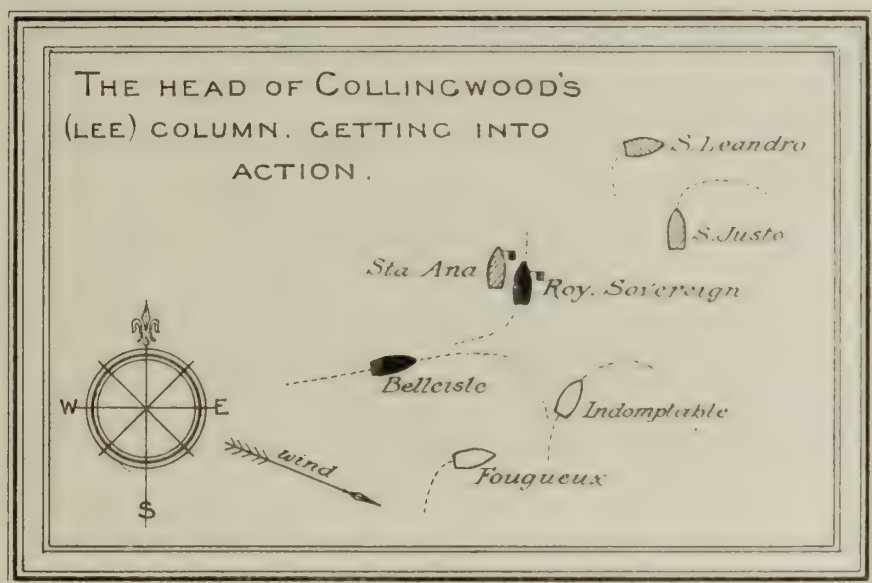 THE HEAD OF COLLINGWOOD'S
(LEE) COLUMN. GETTING INTO
ACTION.
S. Leandro
S. Justo
Sta Ana
Roy. Sovereign
Belleisle
W
E
Indomptable
wind
Fougueux
S